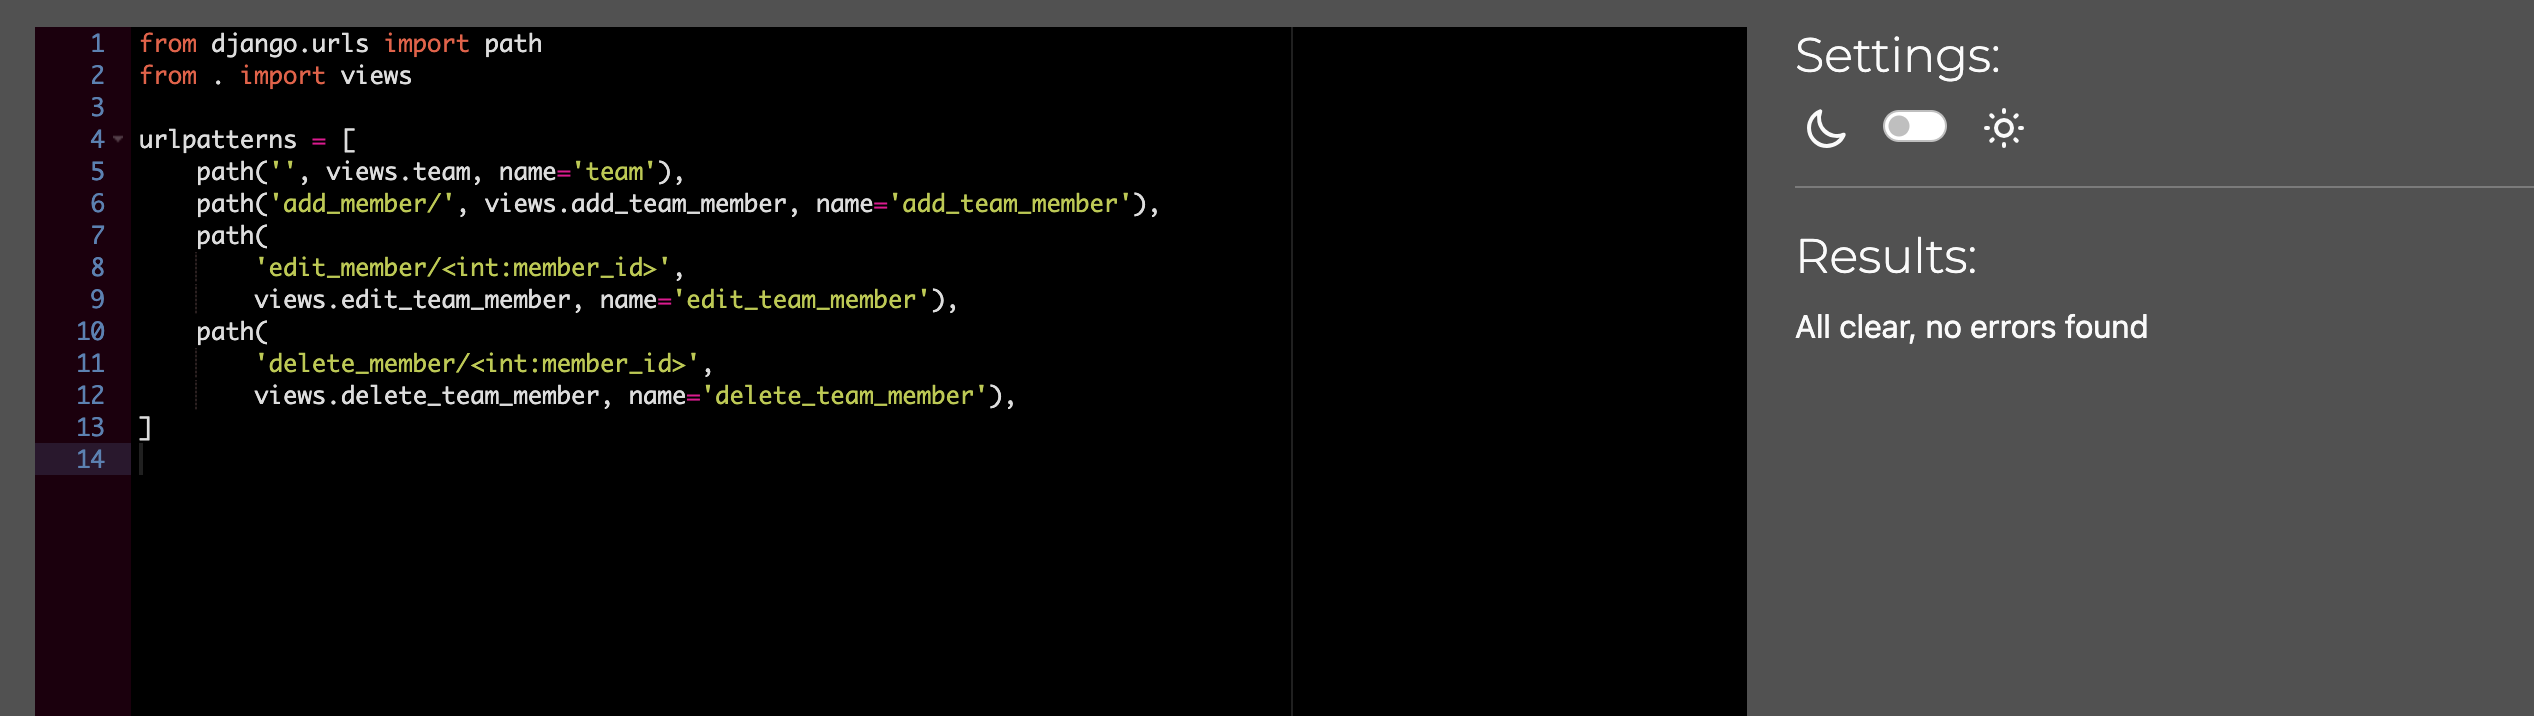 1 from django.urls import path
2 from . import views
3
4 urlpatterns = [
5     path('', views.team, name='team'),
6     path('add_member/', views.add_team_member, name='add_team_member'),
7     path(
8         'edit_member/<int:member_id>',
9         views.edit_team_member, name='edit_team_member'),
10     path(
11         'delete_member/<int:member_id>',
12         views.delete_team_member, name='delete_team_member'),
13 ]
14
Settings:
Results:
All clear, no errors found